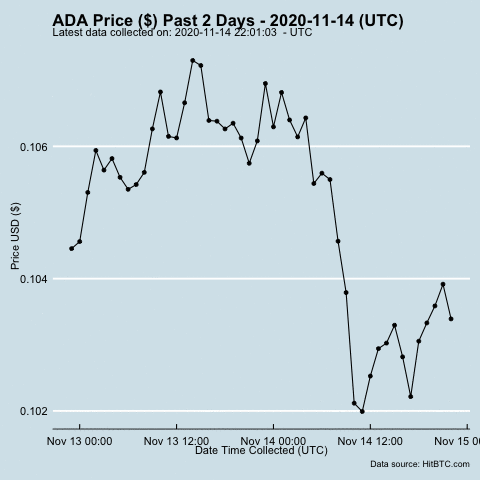 ADA Price ($) Past 2 Days - 2020-11-14 (UTC)
Latest data collected on: 2020-11-14 22:01:03 - UTC
Price USD ($)
0.106
0.104
0.102
Nov 13 00:00 Nov 13 12:00 Nov 14 00:00 Nov 14 12:00 Nov 15 0
Date Time Collected (UTC)
Data source: HitBTC.com